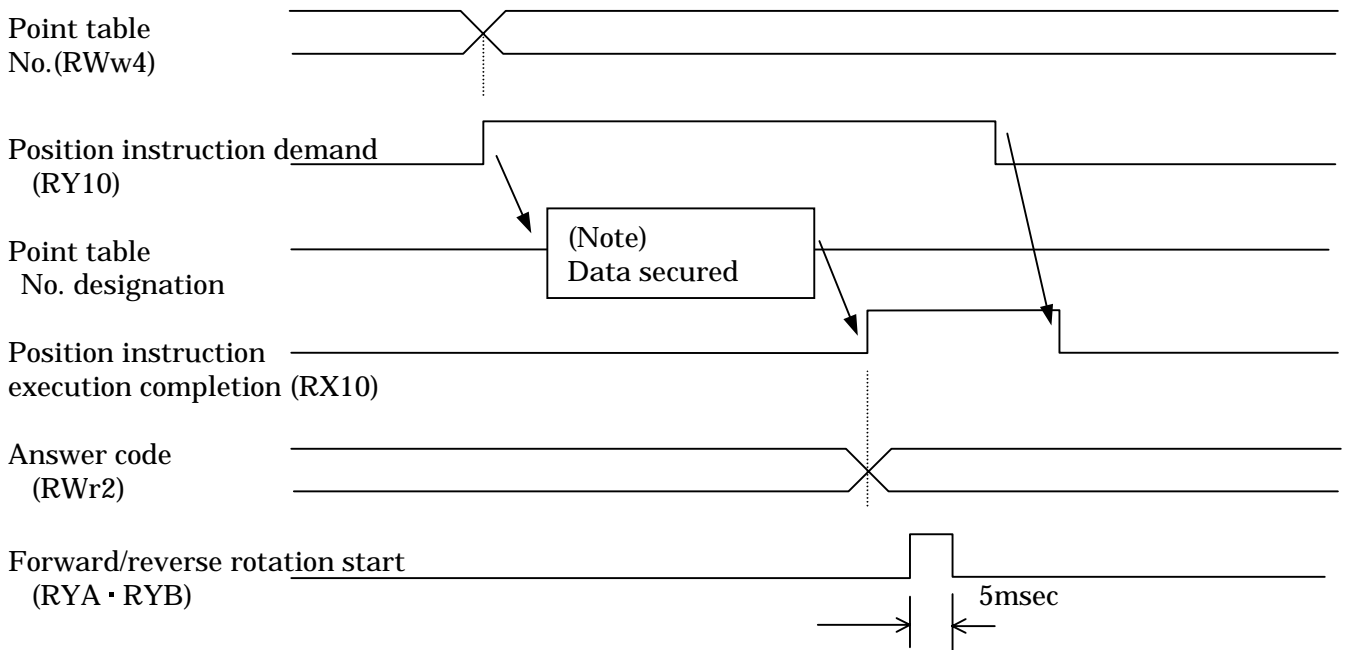 Point table
No.(RWw4)
Position instruction demand
(RY10)
(Note)
Data secured
Point table
No. designation
Position instruction
execution completion (RX10)
Answer code
(RWr2)
Forward/reverse rotation start
(RYA・RYB)
5msec